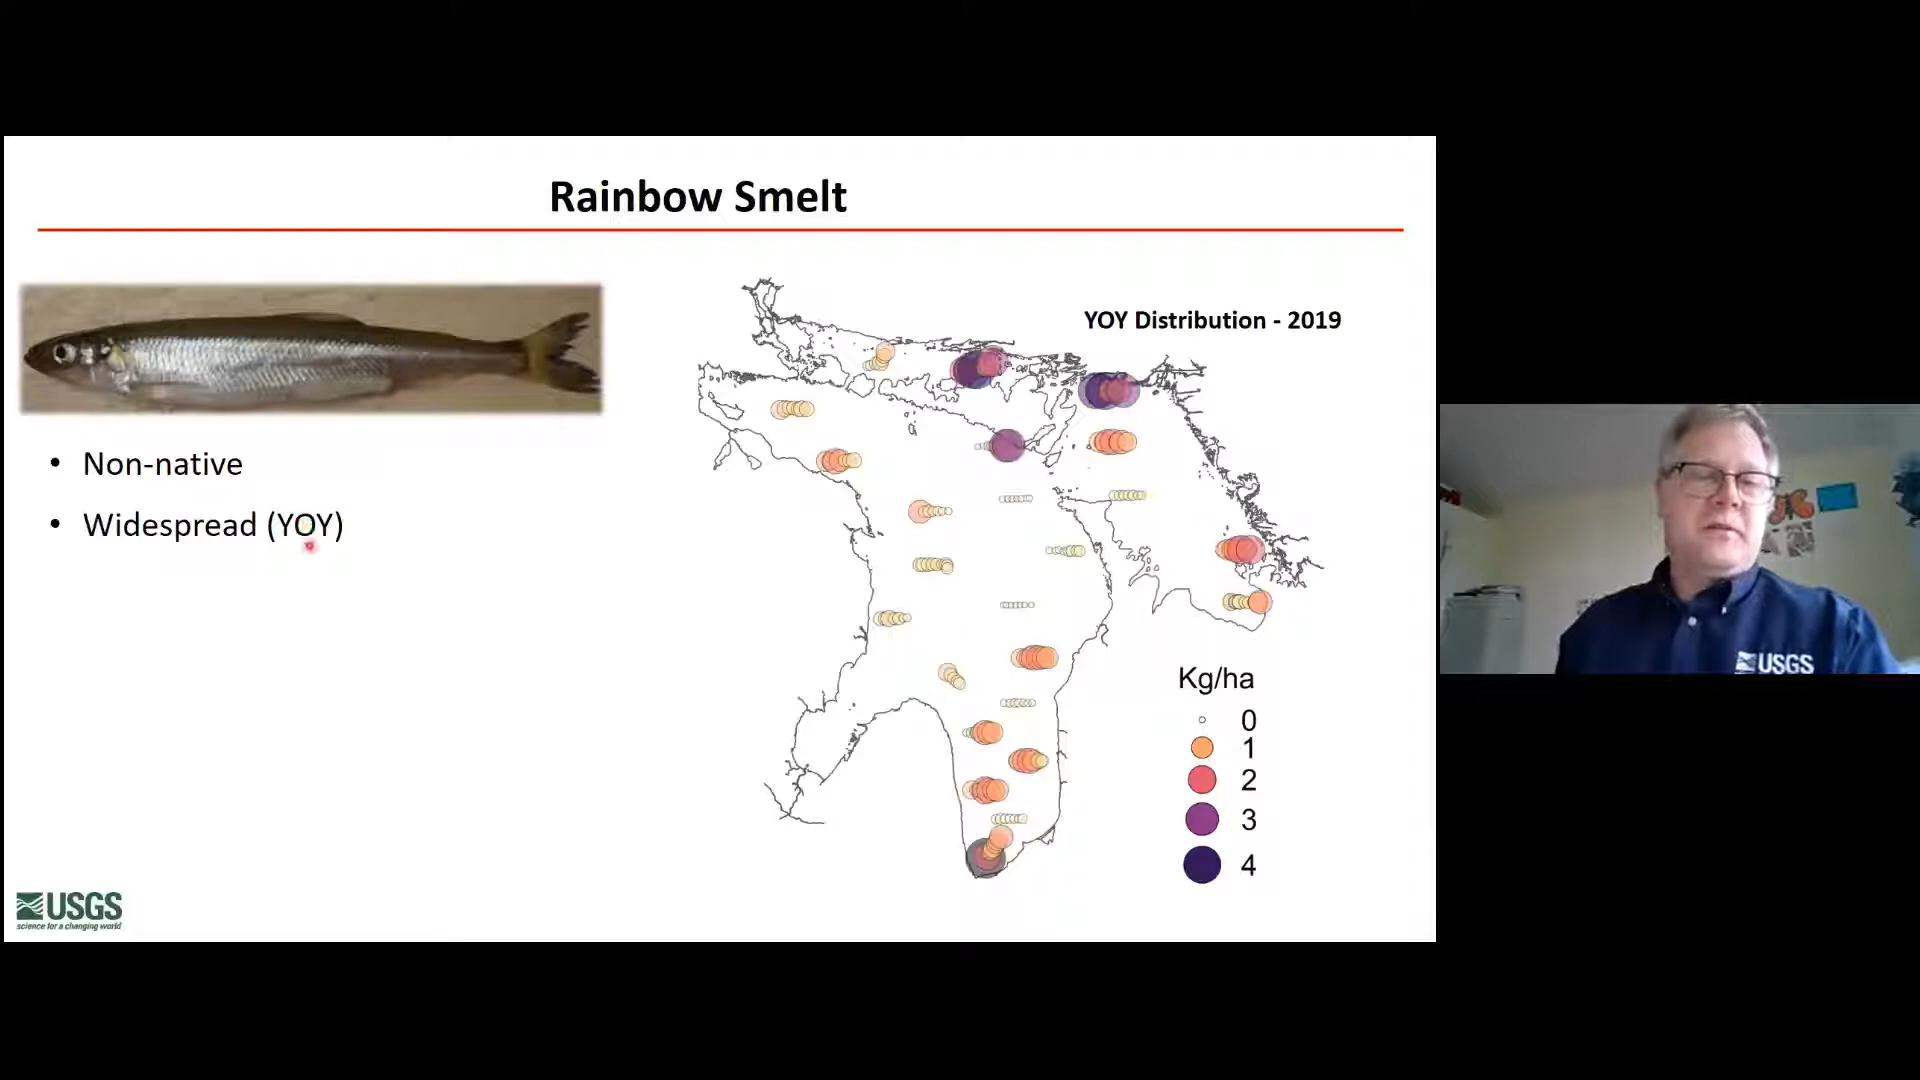 Rainbow Smelt
YOY Distribution - 2019
• Non-native
• Widespread (YOY)
Kg/ha
0
1
2
3
4
USGS
science for a changing world
USGS